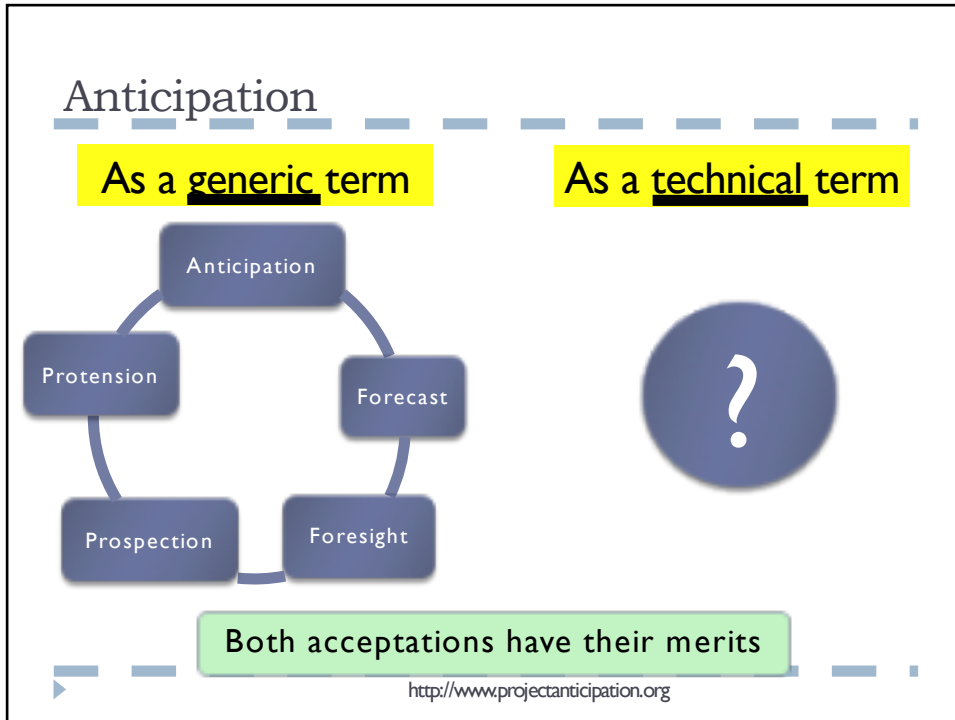 Anticipation
As a generic term
As a technical term
Anticipation
Protension
Forecast
Prospection
Foresight
?
Both acceptations have their merits
http://www.projectanticipation.org